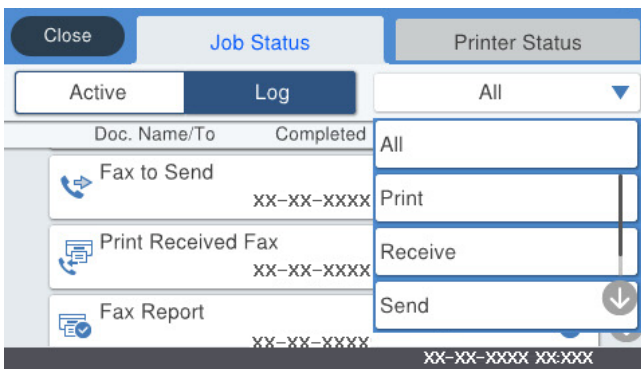 Close
Job Status
Printer Status
Active
Log
All
Doc. Name/To
Completed
All
Fax to Send
XX-XX-XXXX
Print
Print Received Fax
XX-XX-XXXX
Receive
Fax Report
XX-XX-XXXX
Send
XX-XX-XXXX XX:XXX